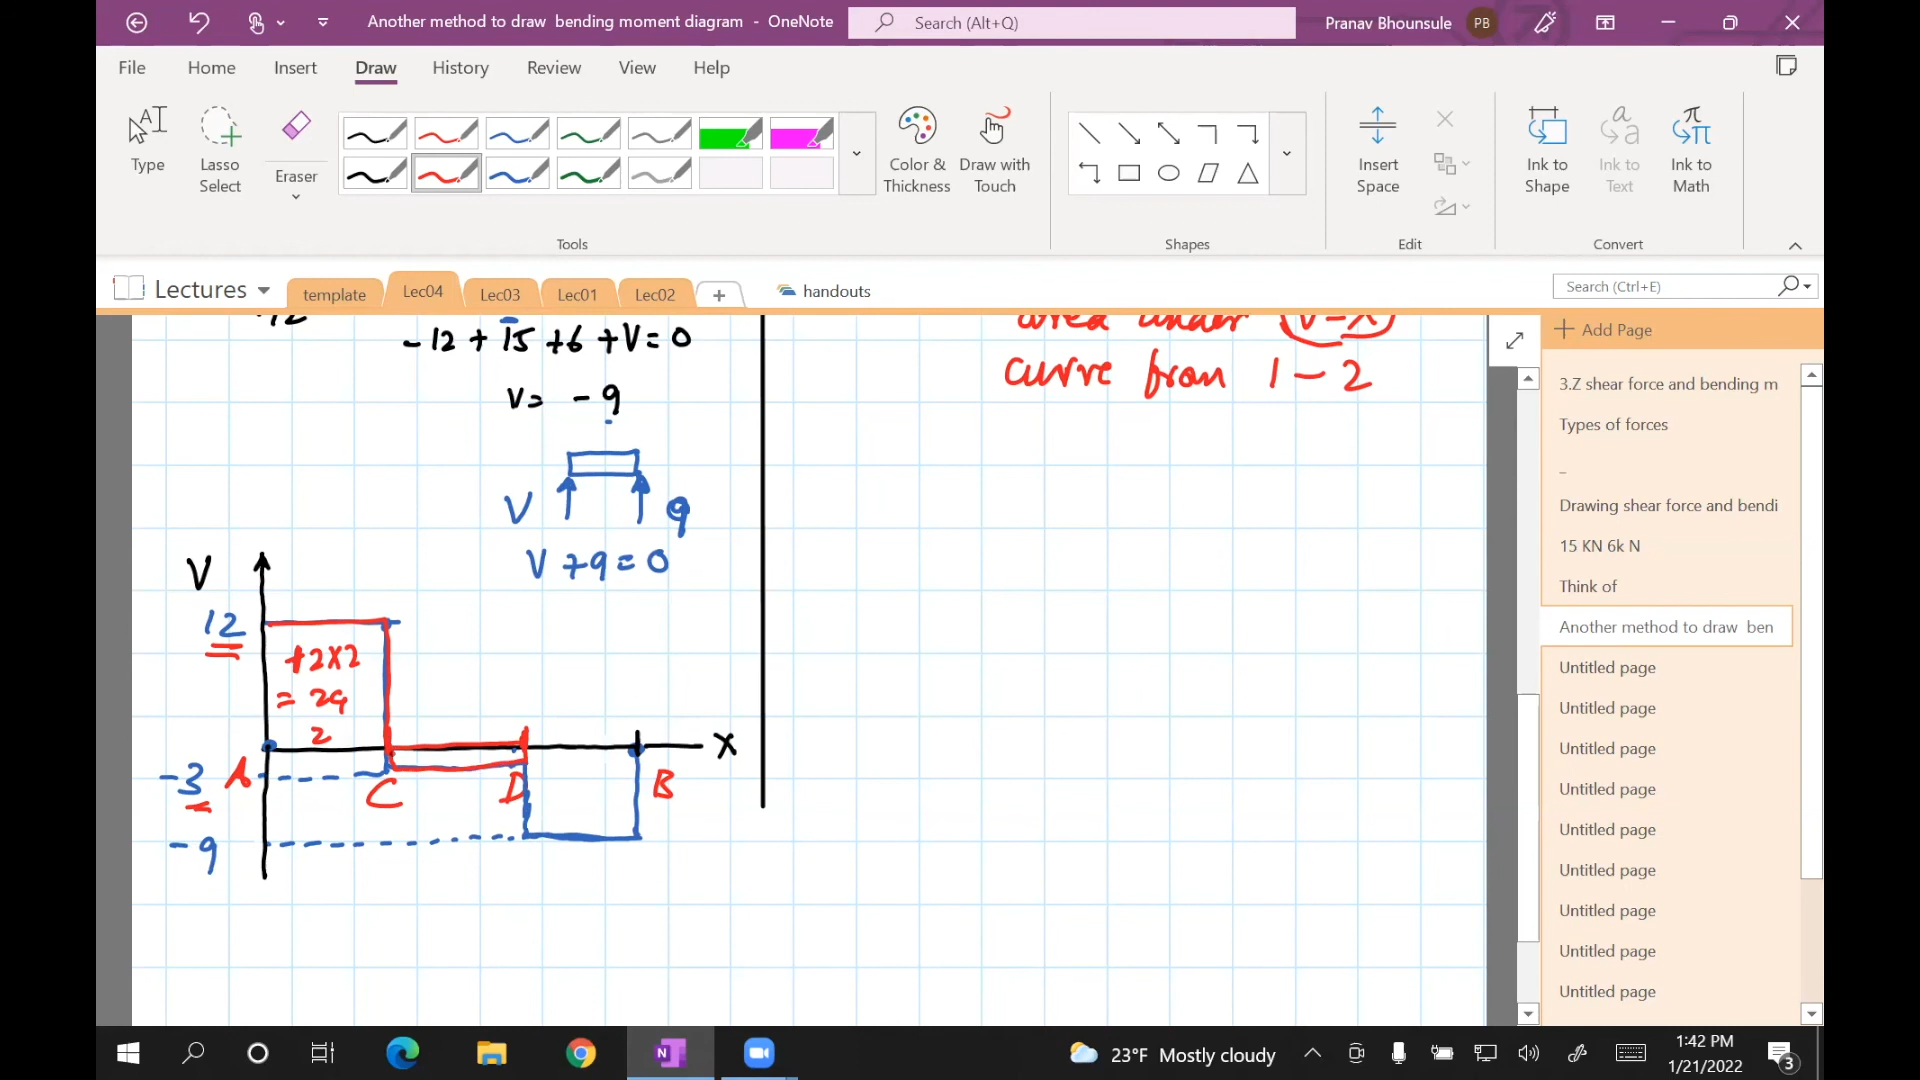 Another method to draw bending moment diagram - OneNote
Search (Alt+Q)
Pranav Bhounsule
PB
File
Home
Insert
Draw
History
Review
View
Help
Type
Lasso Select
Eraser
Color & Thickness
Draw with Touch
Insert Space
Ink to Shape
Ink to Text
Ink to Math
Tools
Shapes
Edit
Convert
Lectures
template
Lec04
Lec03
Lec01
Lec02
+
handouts
Search (Ctrl+E)
-12 + 15 + 6 + V = 0
V = -9
V
9
V + 9 = 0
area under (V-X)
curve from 1 - 2
V
12
+2x2
= 24
2
X
-3
A
C
D
B
-9
Add Page
3.Z shear force and bending m
Types of forces
–
Drawing shear force and bendi
15 KN 6k N
Think of
Another method to draw ben
Untitled page
Untitled page
Untitled page
Untitled page
Untitled page
Untitled page
Untitled page
Untitled page
Untitled page
23°F Mostly cloudy
1:42 PM
1/21/2022
3